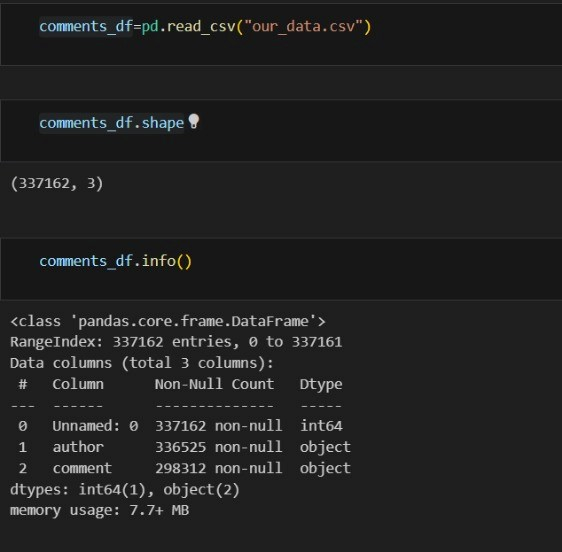 comments_df=pd.read_csv("our_data.csv")
comments_df.shape
(337162, 3)
comments_df.info()
<class 'pandas.core.frame.DataFrame'>
RangeIndex: 337162 entries, 0 to 337161
Data columns (total 3 columns):
 #   Column      Non-Null Count   Dtype
---  ------      --------------   -----
 0   Unnamed: 0  337162 non-null  int64
 1   author      336525 non-null  object
 2   comment     298312 non-null  object
dtypes: int64(1), object(2)
memory usage: 7.7+ MB